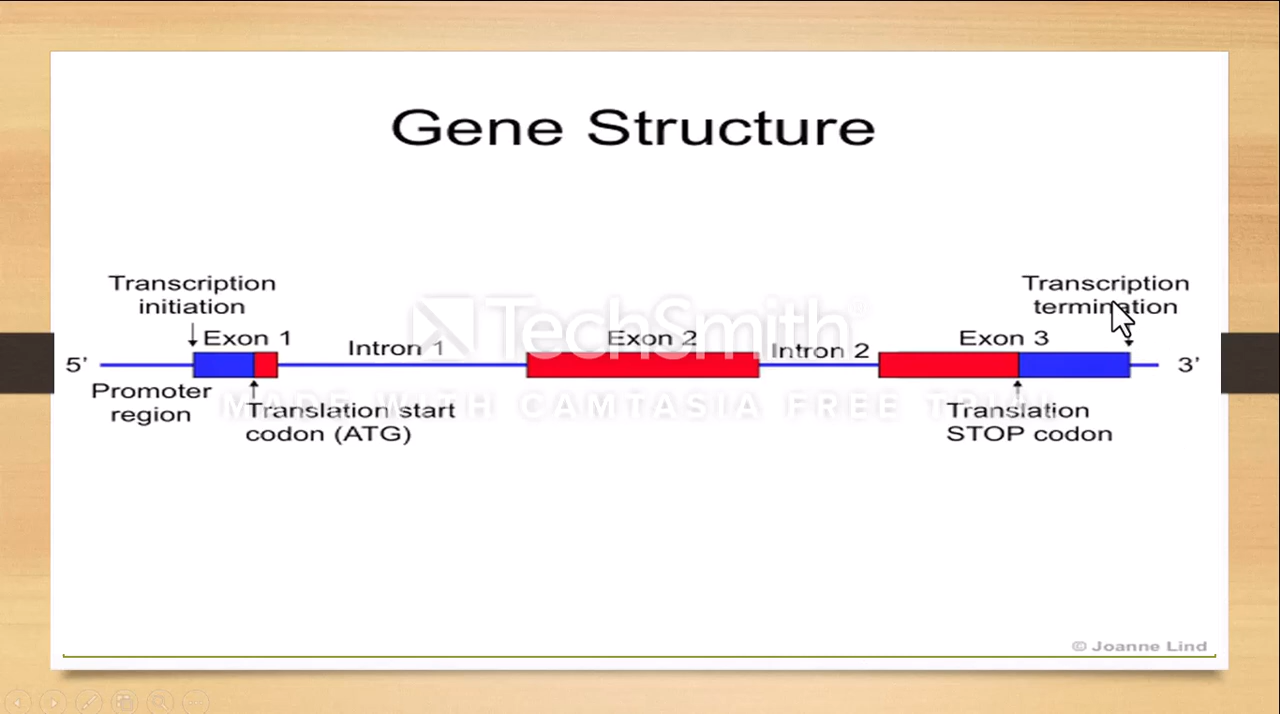 Gene Structure
Transcription
initiation
Transcription
termination
TechSmith®
Exon 1
Intron 1
Exon 2
Intron 2
Exon 3
5’
3’
Promoter
region
MADE WITH CAMTASIA FREE TRIAL
Translation start
codon (ATG)
Translation
STOP codon
© Joanne Lind